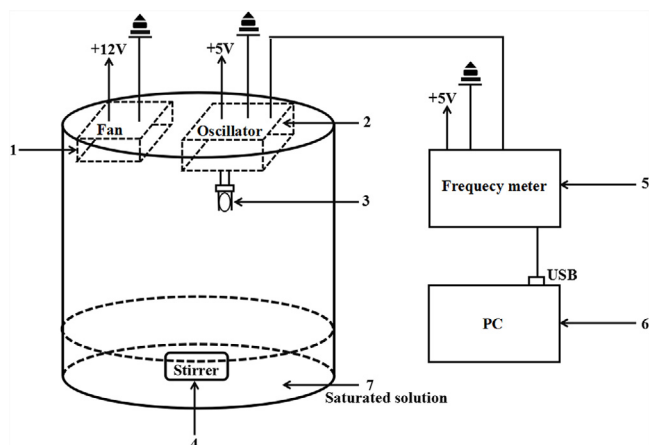 +12V
+5V
+5V
Fan
Oscillator
2
1
3
Frequecy meter
5
USB
PC
6
Stirrer
7
Saturated solution
4